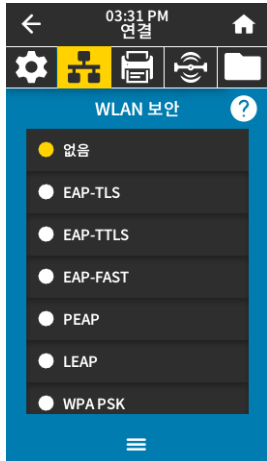 03:31 PM
연결
WLAN 보안
?
없음
EAP-TLS
EAP-TTLS
EAP-FAST
PEAP
LEAP
WPA PSK